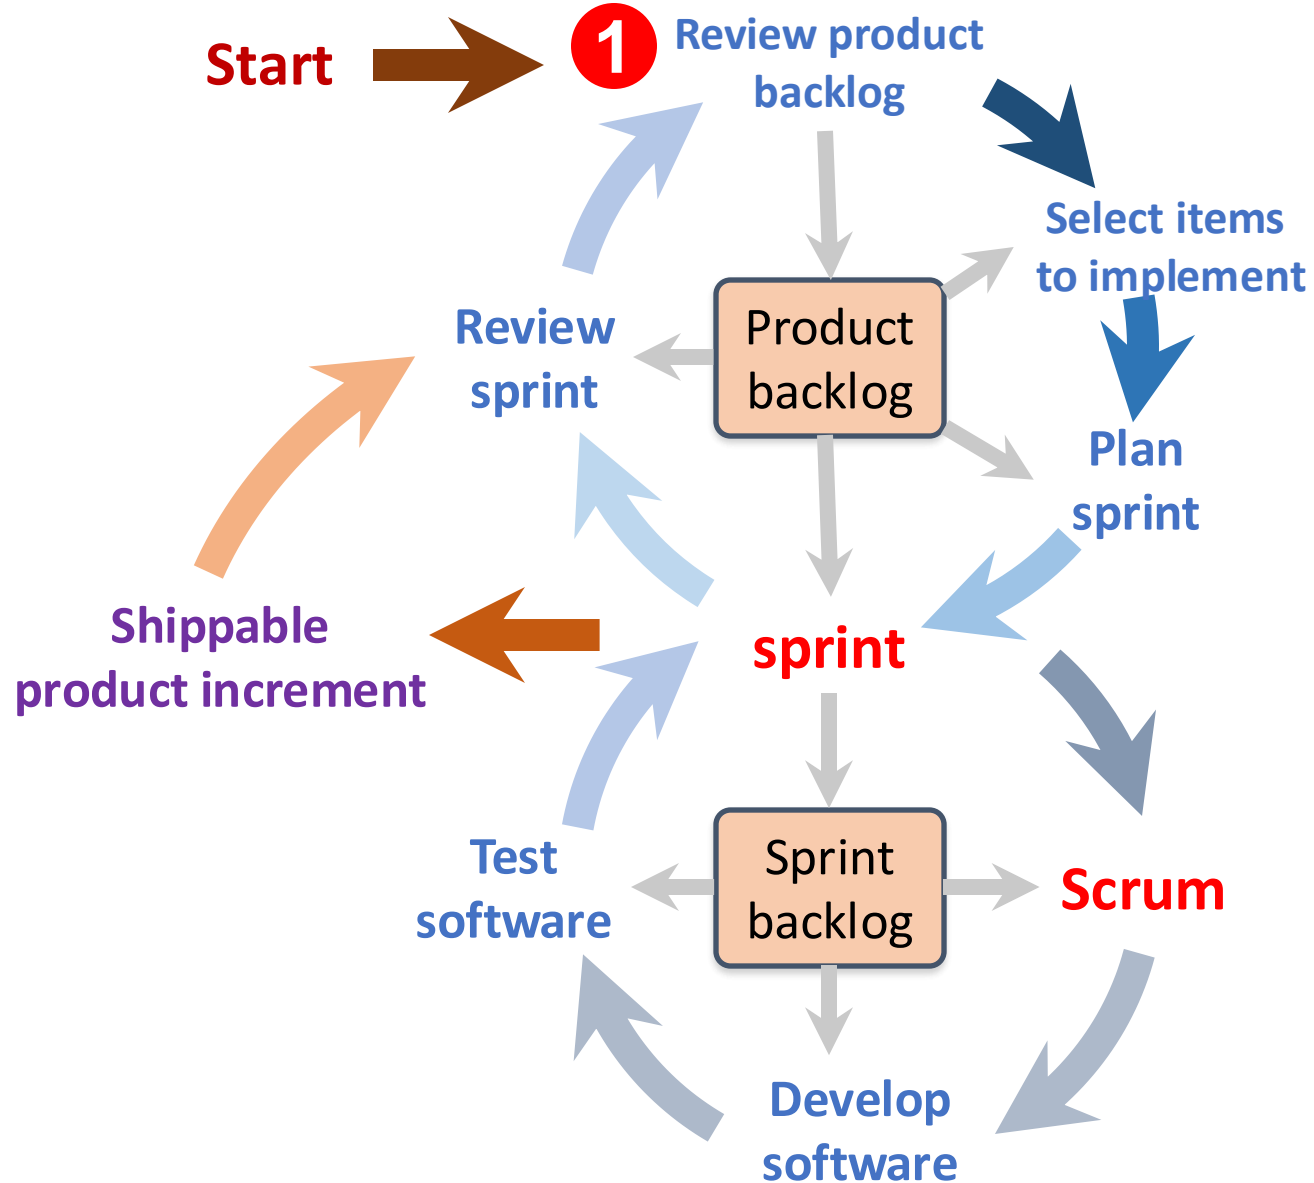 Start
1
Review product
backlog
Select items
to implement
Product
backlog
Review
sprint
Plan
sprint
Shippable
product increment
sprint
Sprint
backlog
Test
software
Scrum
Develop
software